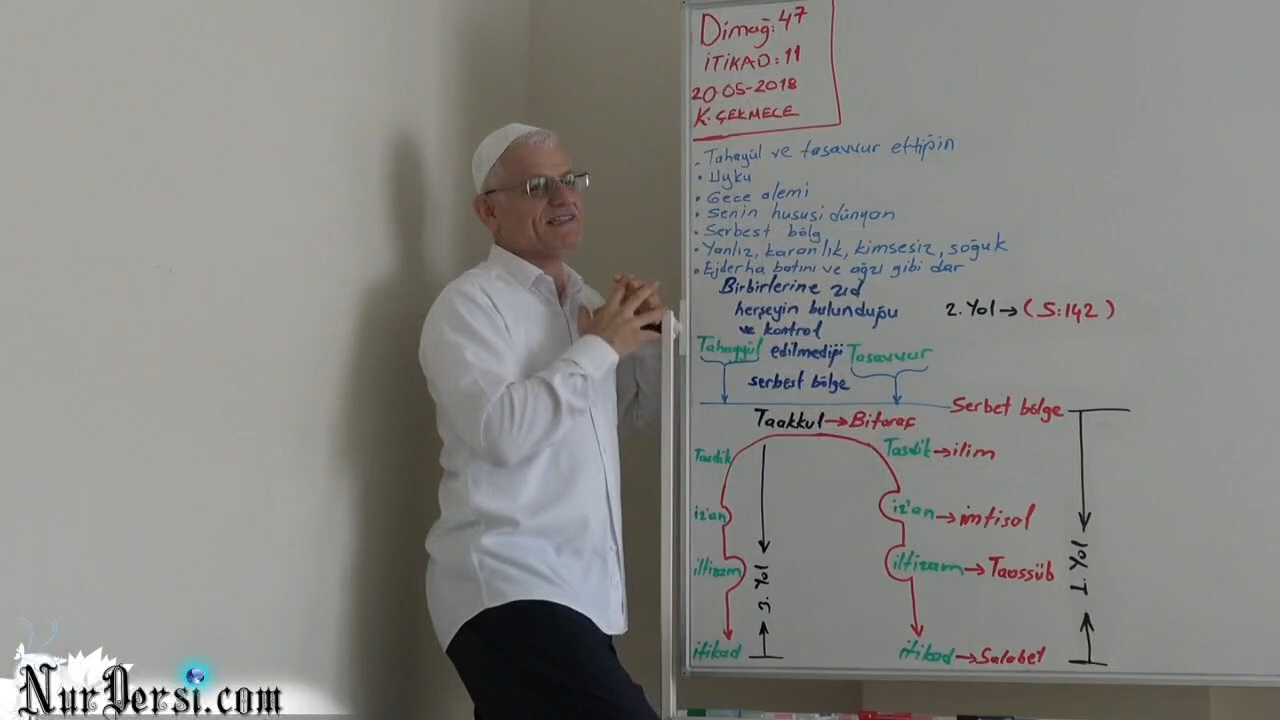 Dimağ: 47
İTİKAD: 11
20-05-2018
K. ÇEKMECE
- Tahayül ve tasavvur ettiğin
• Uyku
• Gece alemi
• Senin hususi dünyan
• Serbest bölg
• Yanlız, karanlık, kimsesiz, soğuk
• Ejderha batını ve ağzı gibi dar
Birbirlerine zıd
herşeyin bulunduğu
ve kontrol
edilmediği
serbest bölge
2. Yol → (S:142)
Tahayyül
Tasavvur
Serbet bölge
Taakkul → Bitaraf
Tasdik
Tasdik → ilim
iz'an
iz'an → imtisal
iltizam
iltizam → Taassüb
itikad
itikad → Salabet
3. Yol
1. Yol
NurDersi.com